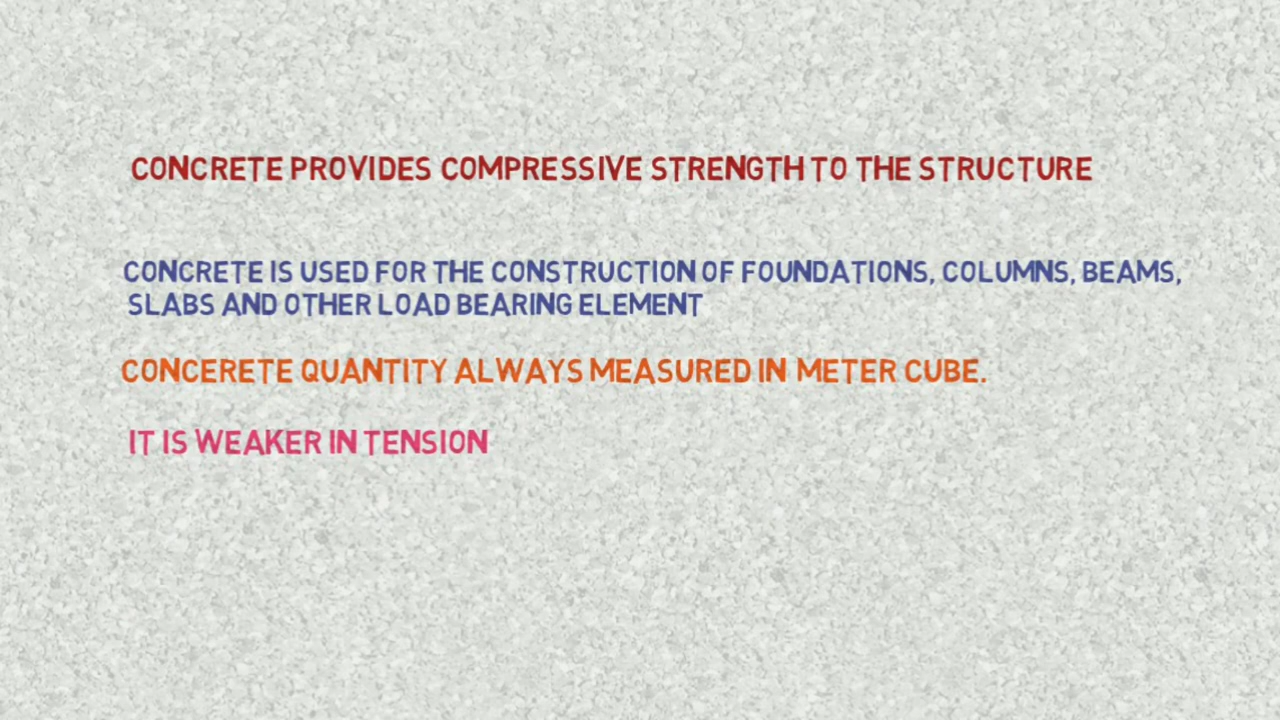 CONCRETE PROVIDES COMPRESSIVE STRENGTH TO THE STRUCTURE
CONCRETE IS USED FOR THE CONSTRUCTION OF FOUNDATIONS, COLUMNS, BEAMS,
SLABS AND OTHER LOAD BEARING ELEMENT
CONCERETE QUANTITY ALWAYS MEASURED IN METER CUBE.
IT IS WEAKER IN TENSION